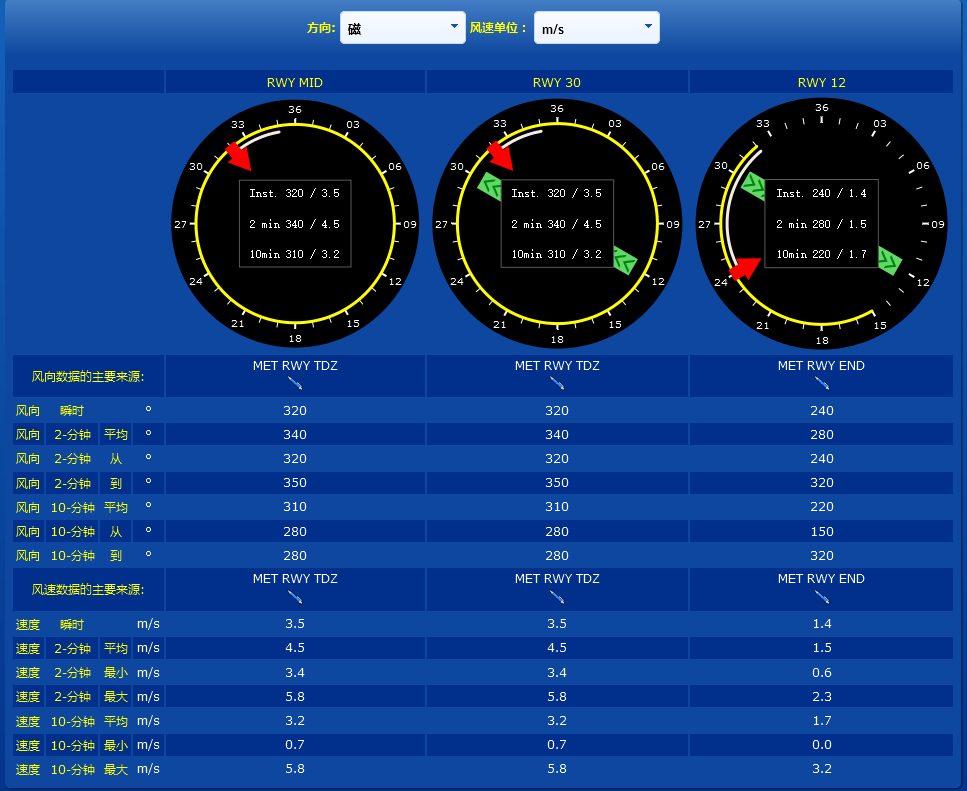 方向: 磁 风速单位： m/s
RWY MID RWY 30 RWY 12
36 03 06 09 12 15 18 21 24 27 30 33
Inst. 320 / 3.5
2 min 340 / 4.5
10min 310 / 3.2
36 03 06 09 12 15 18 21 24 27 30 33
Inst. 320 / 3.5
2 min 340 / 4.5
10min 310 / 3.2
36 03 06 09 12 15 18 21 24 27 30 33
Inst. 240 / 1.4
2 min 280 / 1.5
10min 220 / 1.7
风向数据的主要来源: MET RWY TDZ MET RWY TDZ MET RWY END
风向 瞬时 ° 320 320 240
风向 2-分钟 平均 ° 340 340 280
风向 2-分钟 从 ° 320 320 240
风向 2-分钟 到 ° 350 350 320
风向 10-分钟 平均 ° 310 310 220
风向 10-分钟 从 ° 280 280 150
风向 10-分钟 到 ° 280 280 320
风速数据的主要来源: MET RWY TDZ MET RWY TDZ MET RWY END
速度 瞬时 m/s 3.5 3.5 1.4
速度 2-分钟 平均 m/s 4.5 4.5 1.5
速度 2-分钟 最小 m/s 3.4 3.4 0.6
速度 2-分钟 最大 m/s 5.8 5.8 2.3
速度 10-分钟 平均 m/s 3.2 3.2 1.7
速度 10-分钟 最小 m/s 0.7 0.7 0.0
速度 10-分钟 最大 m/s 5.8 5.8 3.2